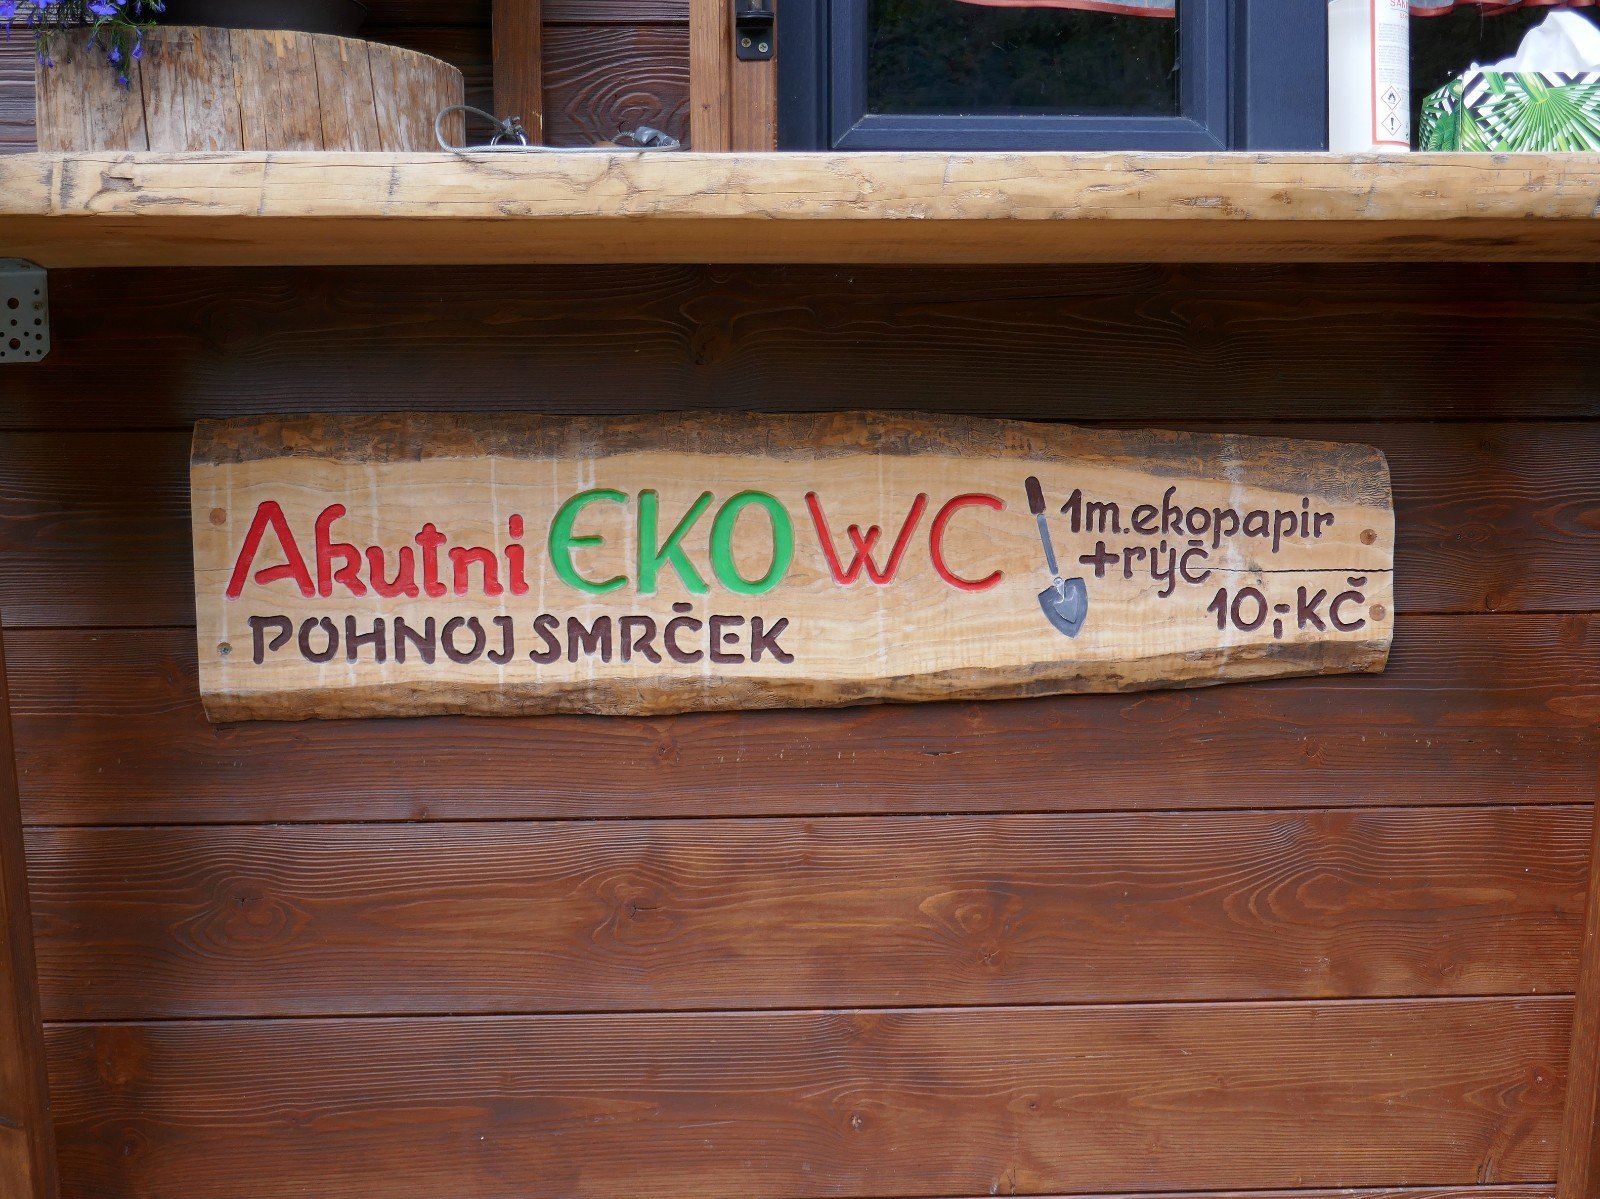 Akutni EKO WC
POHNOJ SMRČEK
1m.ekopapir
+rýč
10,-KČ